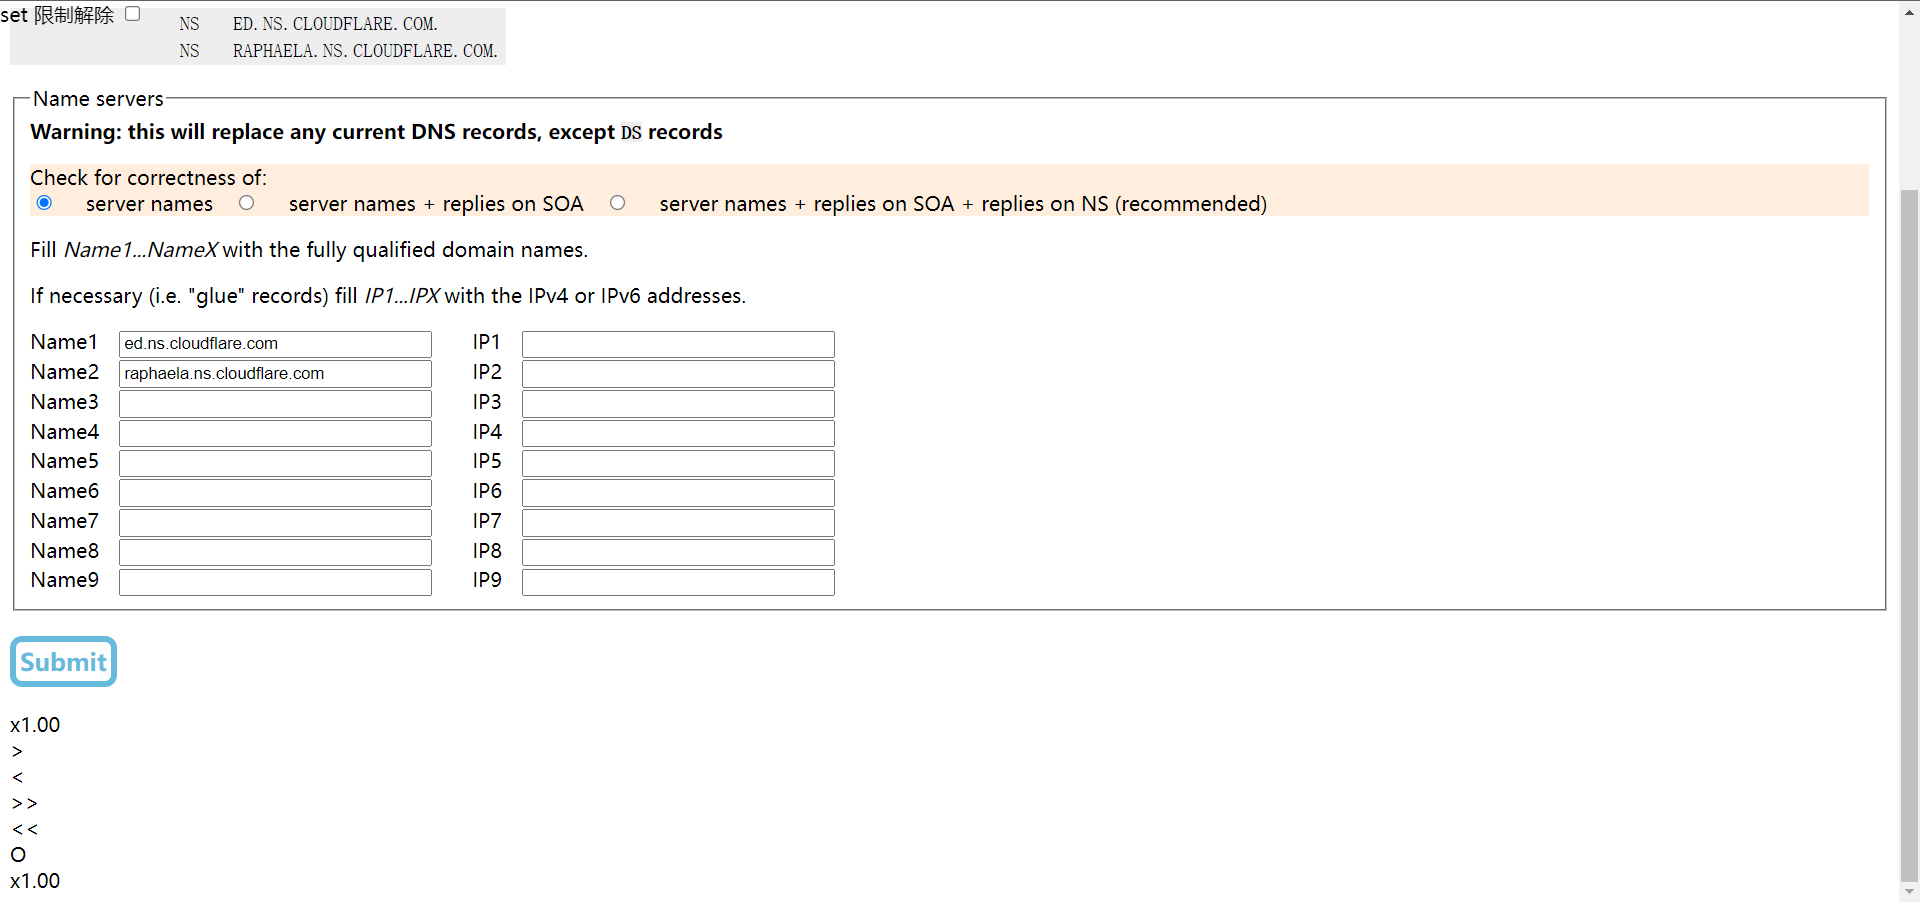 set 限制解除
NS ED.NS.CLOUDFLARE.COM.
NS RAPHAELA.NS.CLOUDFLARE.COM.
Name servers
Warning: this will replace any current DNS records, except DS records
Check for correctness of:
server names server names + replies on SOA server names + replies on SOA + replies on NS (recommended)
Fill Name1...NameX with the fully qualified domain names.
If necessary (i.e. "glue" records) fill IP1...IPX with the IPv4 or IPv6 addresses.
Name1 ed.ns.cloudflare.com IP1
Name2 raphaela.ns.cloudflare.com IP2
Name3 IP3
Name4 IP4
Name5 IP5
Name6 IP6
Name7 IP7
Name8 IP8
Name9 IP9
Submit
x1.00
>
<
>>
<<
O
x1.00